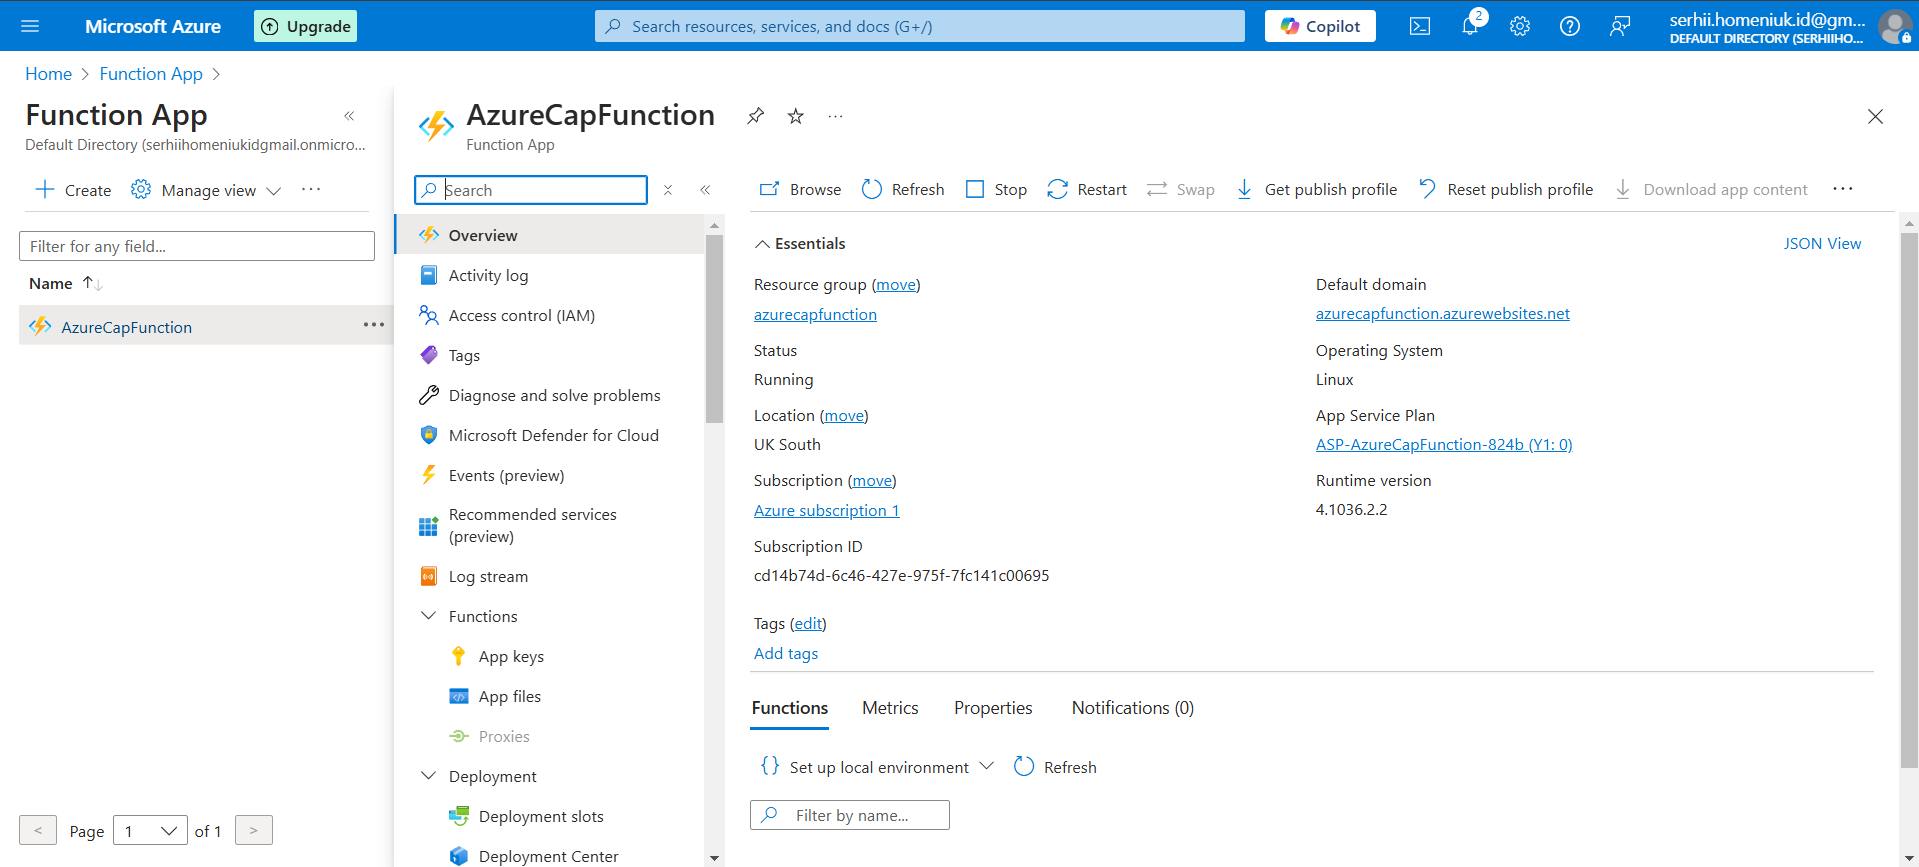 Microsoft Azure
Upgrade
Search resources, services, and docs (G+/)
Copilot
2
serhii.homeniuk.id@gm...
DEFAULT DIRECTORY (SERHIIHO...
Home > Function App >
Function App
«
Default Directory (serhiihomeniukidgmail.onmicro...
Create
Manage view
...
Filter for any field...
Name
AzureCapFunction
...
<
Page
1
of 1
>
AzureCapFunction
...
Function App
Search
«
Overview
Activity log
Access control (IAM)
Tags
Diagnose and solve problems
Microsoft Defender for Cloud
Events (preview)
Recommended services
(preview)
Log stream
Functions
App keys
App files
Proxies
Deployment
Deployment slots
Deployment Center
Browse
Refresh
Stop
Restart
Swap
Get publish profile
Reset publish profile
Download app content
...
Essentials
JSON View
Resource group (move)
azurecapfunction
Status
Running
Location (move)
UK South
Subscription (move)
Azure subscription 1
Subscription ID
cd14b74d-6c46-427e-975f-7fc141c00695
Default domain
azurecapfunction.azurewebsites.net
Operating System
Linux
App Service Plan
ASP-AzureCapFunction-824b (Y1: 0)
Runtime version
4.1036.2.2
Tags (edit)
Add tags
Functions
Metrics
Properties
Notifications (0)
{} Set up local environment
Refresh
Filter by name...